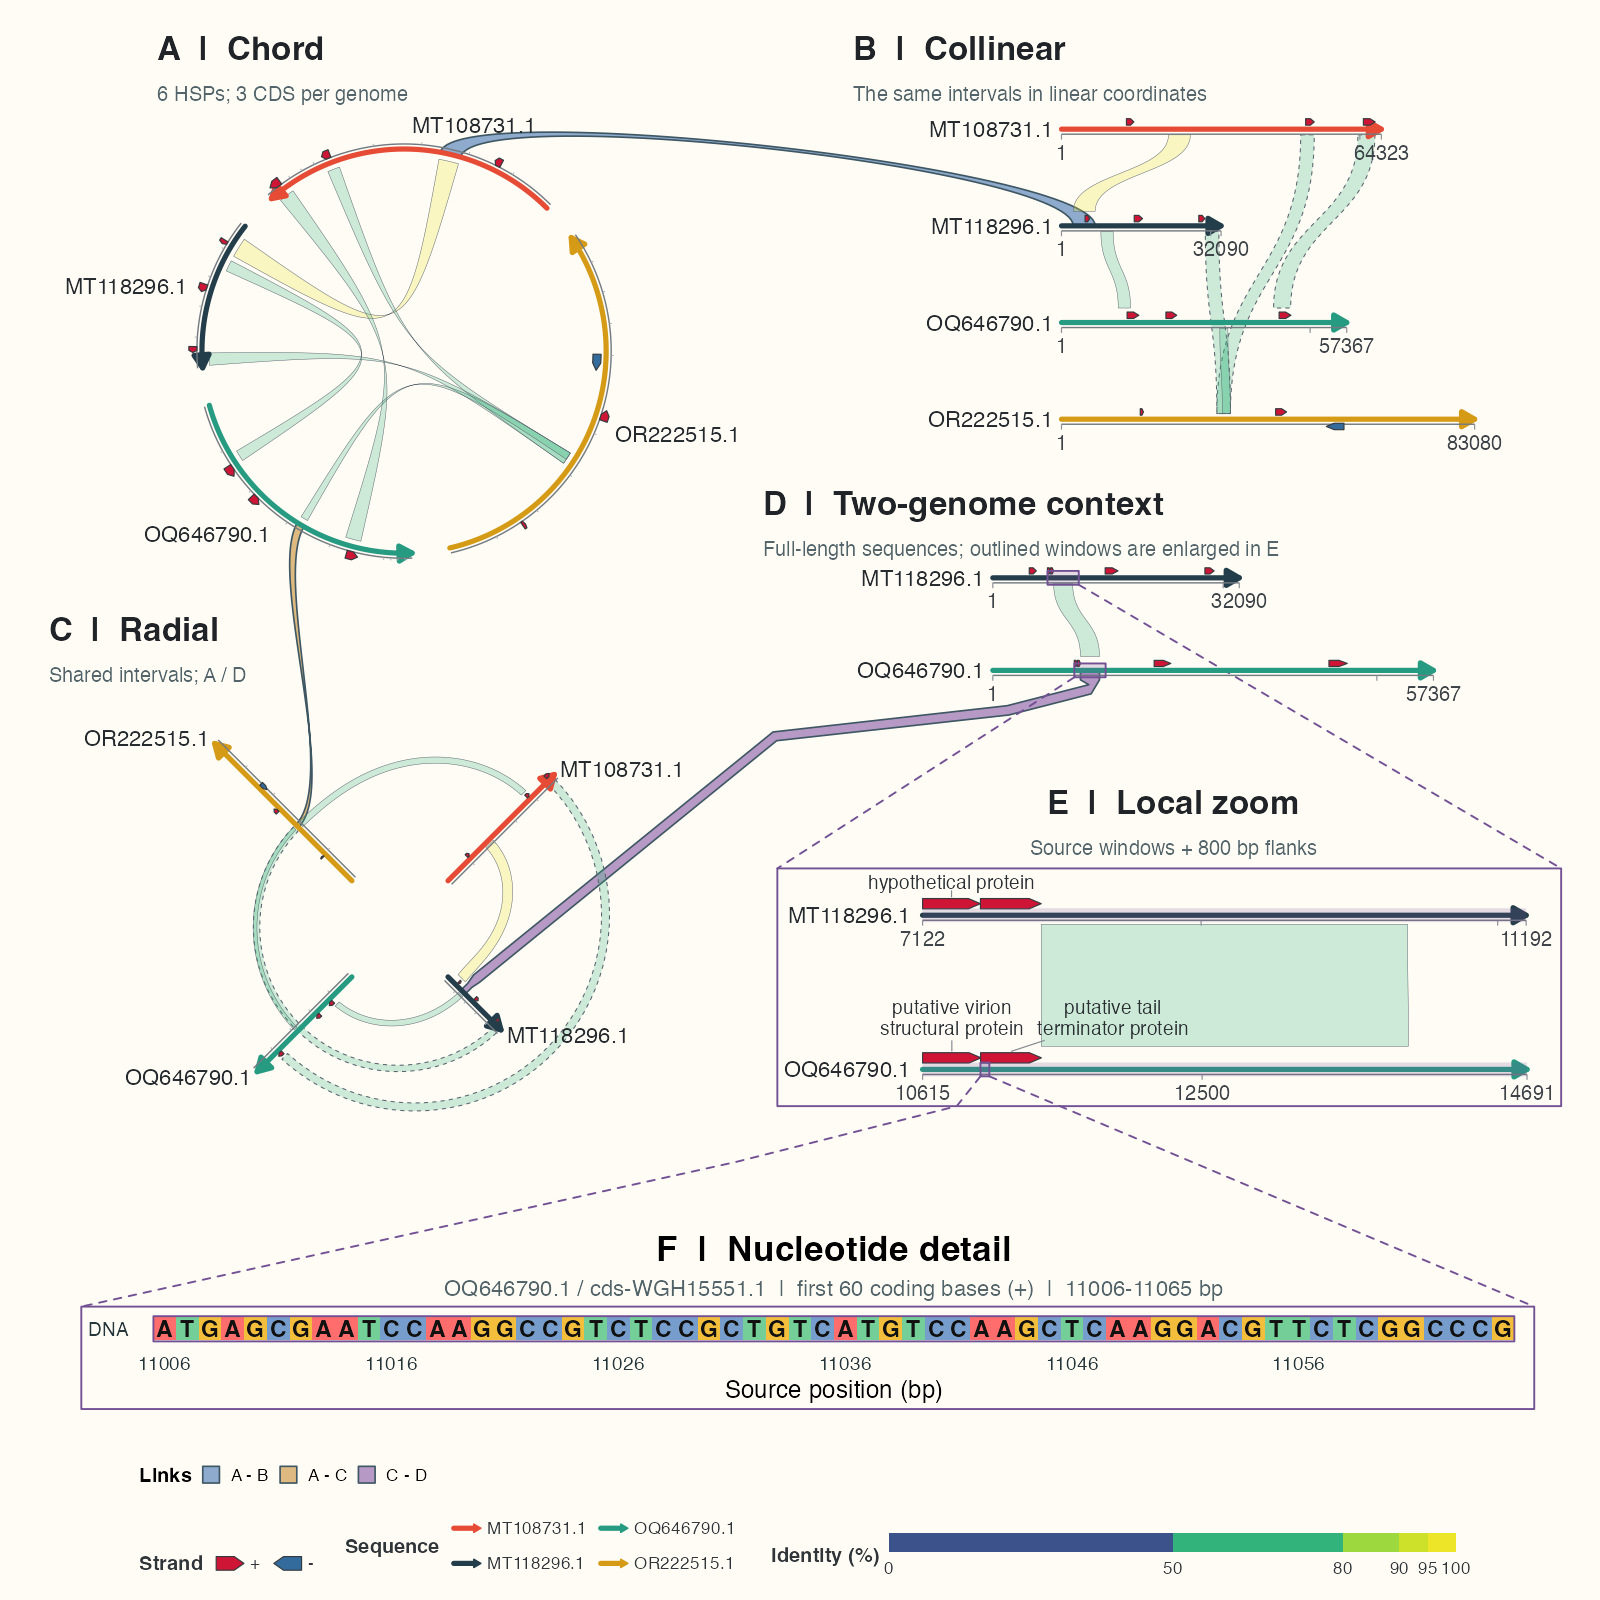 A | Chord
6 HSPs; 3 CDS per genome
MT108731.1
MT118296.1
OQ646790.1
OR222515.1
B | Collinear
The same intervals in linear coordinates
MT108731.1
1
64323
MT118296.1
1
32090
OQ646790.1
1
57367
OR222515.1
1
83080
C | Radial
Shared intervals; A / D
OR222515.1
MT108731.1
MT118296.1
OQ646790.1
D | Two-genome context
Full-length sequences; outlined windows are enlarged in E
MT118296.1
1
32090
OQ646790.1
1
57367
E | Local zoom
Source windows + 800 bp flanks
hypothetical protein
MT118296.1
7122
11192
putative virion
structural protein
putative tail
terminator protein
OQ646790.1
10615
12500
14691
F | Nucleotide detail
OQ646790.1 / cds-WGH15551.1 | first 60 coding bases (+) | 11006-11065 bp
DNA
A T G A G C G A A T C C A A G G C C G T C T C C G C T G T C A T G T C C A A G C T C A A G G A C G T T C T C G G C C C G
11006 11016 11026 11036 11046 11056
Source position (bp)
Links A - B A - C C - D
Strand + -
Sequence
MT108731.1 OQ646790.1
MT118296.1 OR222515.1
Identity (%)
0 50 80 90 95 100